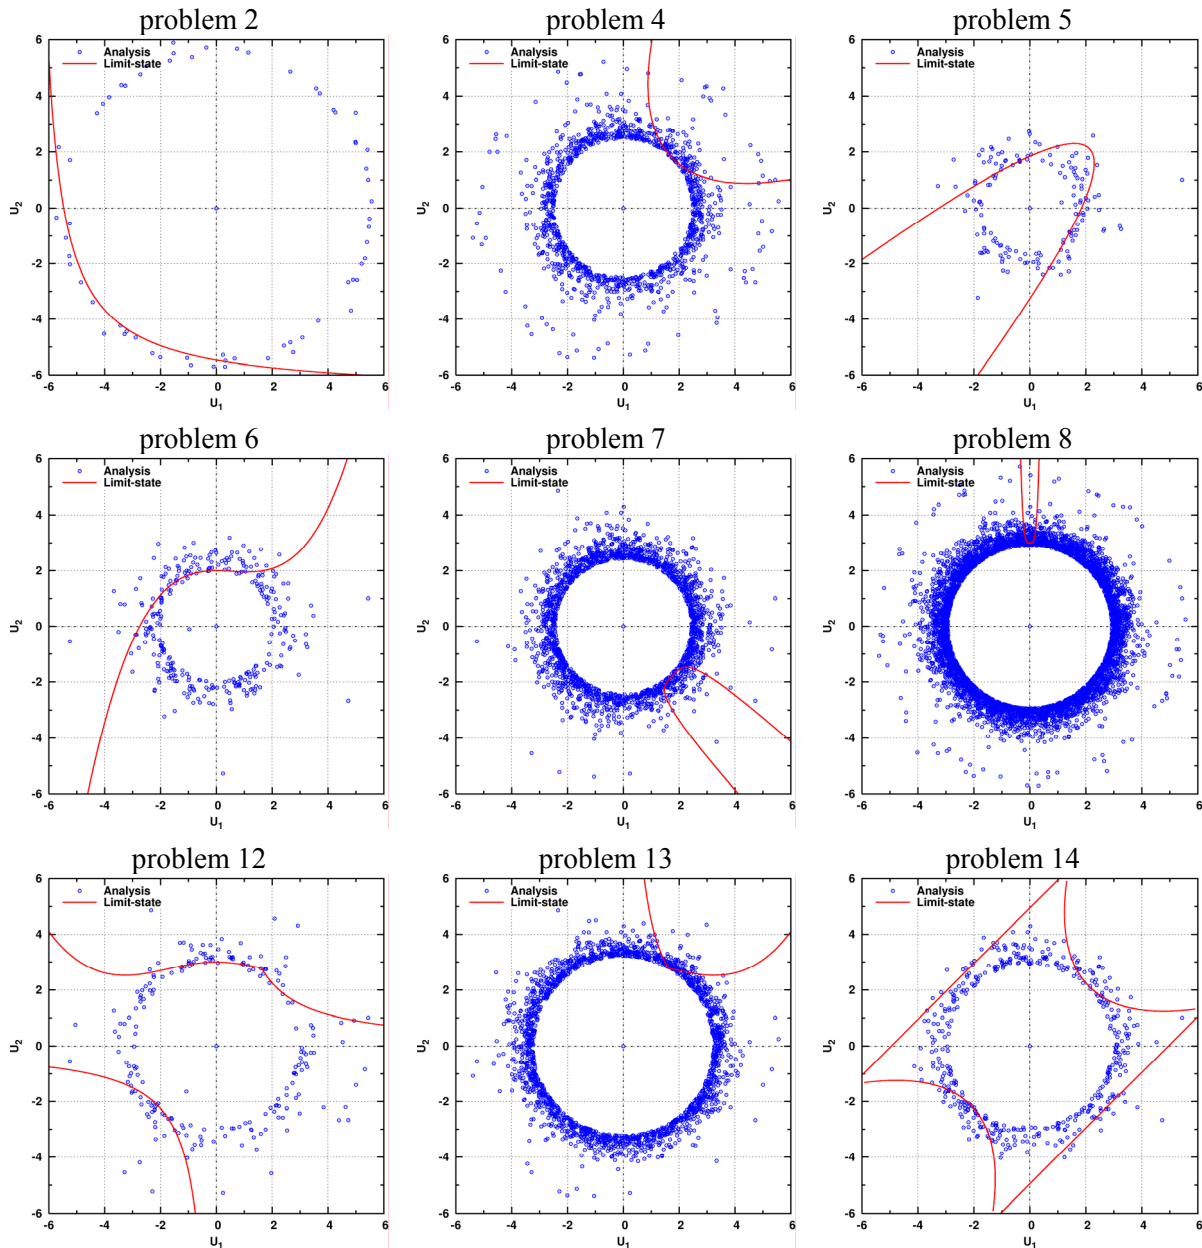 problem 2 problem 4 problem 5
6 6 6
Analysis Analysis Analysis
Limit-state Limit-state Limit-state
4 4 4
2 2 2
U2 0 U2 0 U2 0
-2 -2 -2
-4 -4 -4
-6 -6 -6
-6 -4 -2 0 2 4 6 -6 -4 -2 0 2 4 6 -6 -4 -2 0 2 4 6
U1 U1 U1
problem 6 problem 7 problem 8
6 6 6
Analysis Analysis Analysis
Limit-state Limit-state Limit-state
4 4 4
2 2 2
U2 0 U2 0 U2 0
-2 -2 -2
-4 -4 -4
-6 -6 -6
-6 -4 -2 0 2 4 6 -6 -4 -2 0 2 4 6 -6 -4 -2 0 2 4 6
U1 U1 U1
problem 12 problem 13 problem 14
6 6 6
Analysis Analysis Analysis
Limit-state Limit-state Limit-state
4 4 4
2 2 2
U2 0 U2 0 U2 0
-2 -2 -2
-4 -4 -4
-6 -6 -6
-6 -4 -2 0 2 4 6 -6 -4 -2 0 2 4 6 -6 -4 -2 0 2 4 6
U1 U1 U1